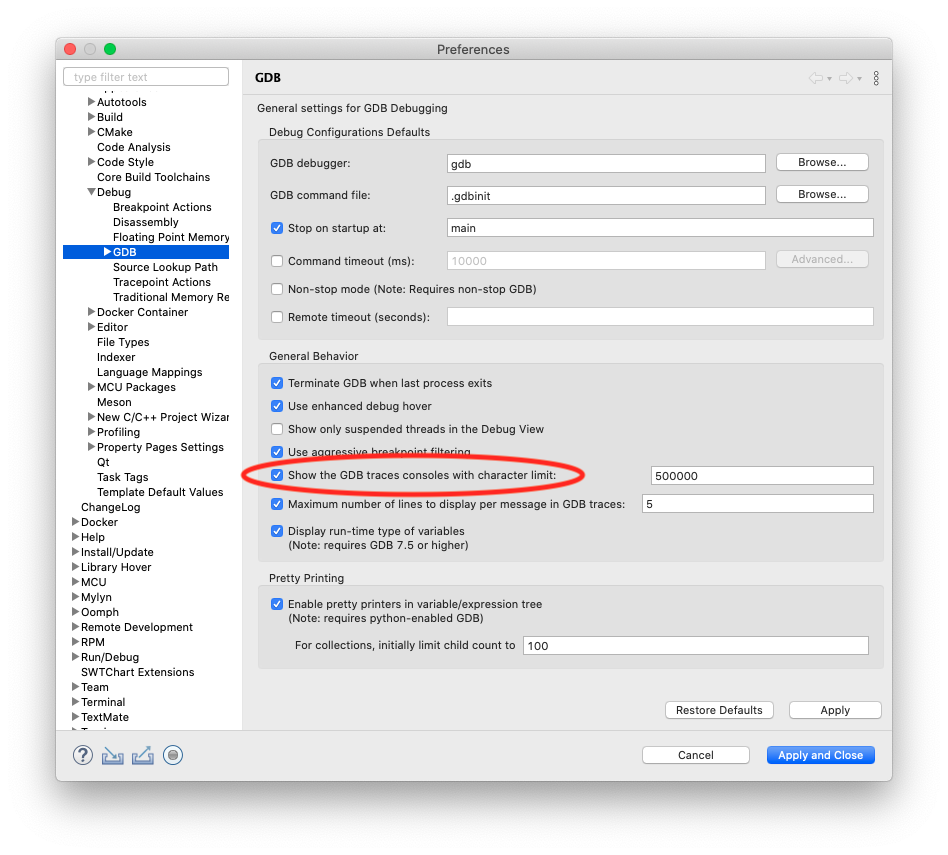 Preferences
type filter text
Autotools
Build
CMake
Code Analysis
Code Style
Core Build Toolchains
Debug
Breakpoint Actions
Disassembly
Floating Point Memory
GDB
Source Lookup Path
Tracepoint Actions
Traditional Memory Re
Docker Container
Editor
File Types
Indexer
Language Mappings
MCU Packages
Meson
New C/C++ Project Wizar
Profiling
Property Pages Settings
Qt
Task Tags
Template Default Values
ChangeLog
Docker
Help
Install/Update
Library Hover
MCU
Mylyn
Oomph
Remote Development
RPM
Run/Debug
SWTChart Extensions
Team
Terminal
TextMate
GDB
General settings for GDB Debugging
Debug Configurations Defaults
GDB debugger: gdb Browse...
GDB command file: .gdbinit Browse...
Stop on startup at: main
Command timeout (ms): 10000 Advanced...
Non-stop mode (Note: Requires non-stop GDB)
Remote timeout (seconds):
General Behavior
Terminate GDB when last process exits
Use enhanced debug hover
Show only suspended threads in the Debug View
Use aggressive breakpoint filtering
Show the GDB traces consoles with character limit: 500000
Maximum number of lines to display per message in GDB traces: 5
Display run-time type of variables
(Note: requires GDB 7.5 or higher)
Pretty Printing
Enable pretty printers in variable/expression tree
(Note: requires python-enabled GDB)
For collections, initially limit child count to 100
Restore Defaults Apply
? Cancel Apply and Close